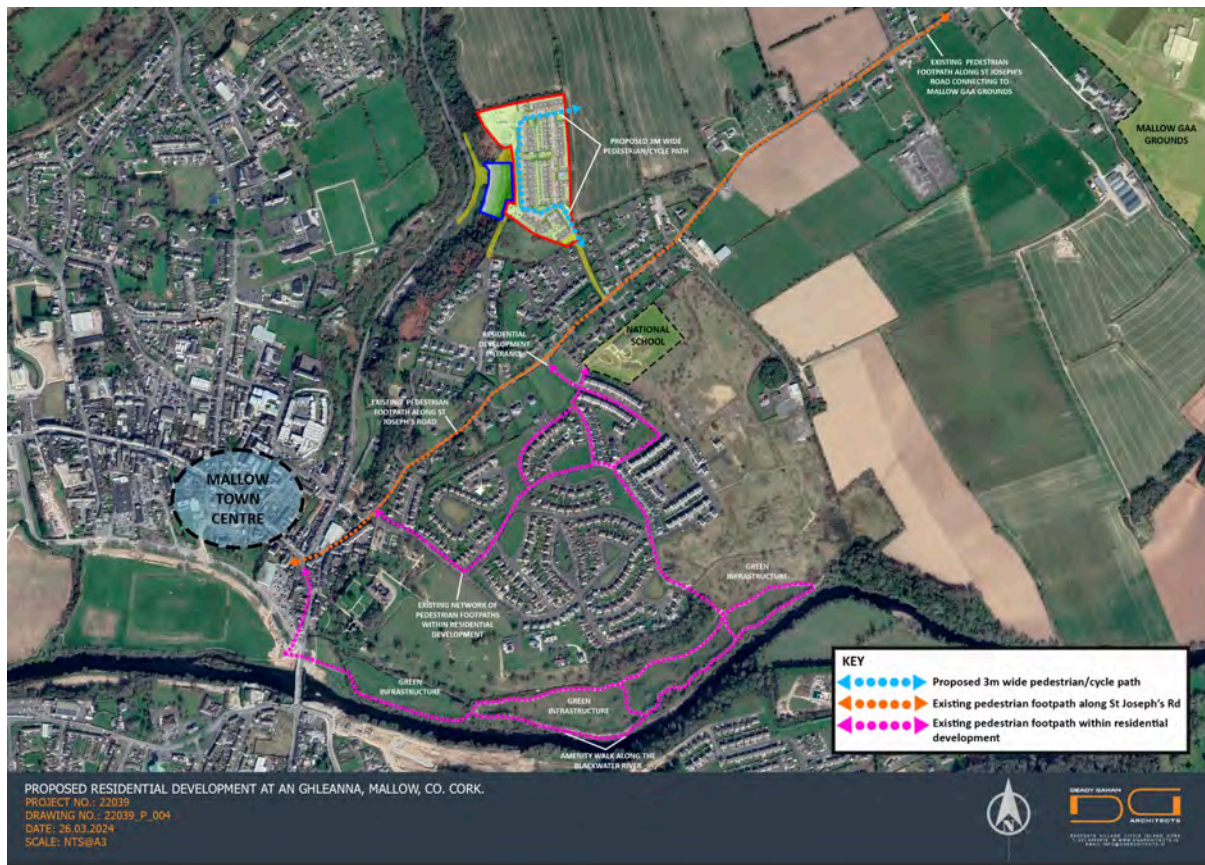 EXISTING PEDESTRIAN
FOOTPATH ALONG ST JOSEPH'S
ROAD CONNECTING TO
MALLOW GAA GROUNDS
MALLOW GAA
GROUNDS
PROPOSED 3M WIDE
PEDESTRIAN/CYCLE PATH
NATIONAL
SCHOOL
RESIDENTIAL
DEVELOPMENT
ENTRANCE
EXISTING PEDESTRIAN
FOOTPATH ALONG ST
JOSEPH'S ROAD
MALLOW
TOWN
CENTRE
GREEN
INFRASTRUCTURE
EXISTING NETWORK OF
PEDESTRIAN FOOTPATHS
WITHIN RESIDENTIAL
DEVELOPMENT
GREEN
INFRASTRUCTURE
GREEN
INFRASTRUCTURE
AMENITY WALK ALONG THE
BLACKWATER RIVER
KEY
Proposed 3m wide pedestrian/cycle path
Existing pedestrian footpath along St Joseph's Rd
Existing pedestrian footpath within residential
development
PROPOSED RESIDENTIAL DEVELOPMENT AT AN GHLEANNA, MALLOW, CO. CORK.
PROJECT NO.: 22039
DRAWING NO.: 22039_P_004
DATE: 26.03.2024
SCALE: NTS@A3
N
DEADY GAHAN
ARCHITECTS